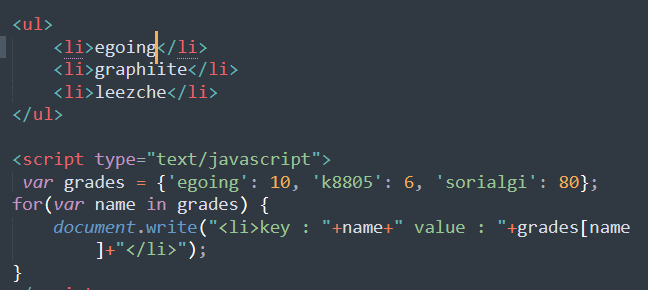 <ul>
<li>egoing</li>
<li>graphiite</li>
<li>leezche</li>
</ul>
<script type="text/javascript">
var grades = {'egoing': 10, 'k8805': 6, 'sorialgi': 80};
for(var name in grades) {
document.write("<li>key : "+name+" value : "+grades[name
]+"</li>");
}